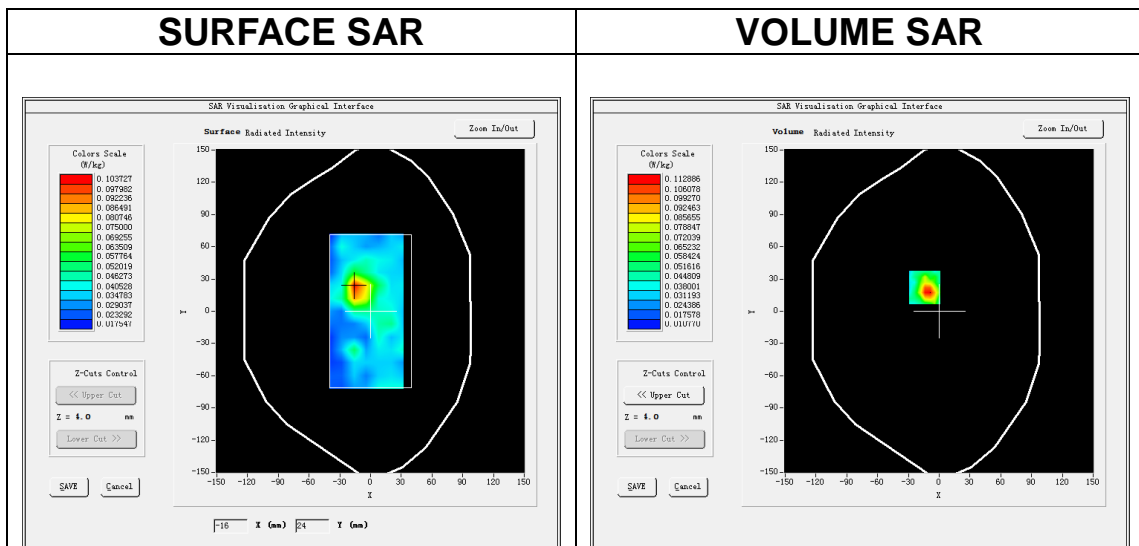 SURFACE SAR
VOLUME SAR
SAR Visualisation Graphical Interface
Surface Radiated Intensity
Zoom In/Out
Colors Scale
(W/kg)
0.103727
0.097982
0.092236
0.086491
0.080746
0.075000
0.069255
0.063509
0.057764
0.052019
0.046273
0.040528
0.034783
0.029037
0.023292
0.017547
Z-Cuts Control
<< Upper Cut
Z = 4.0 mm
Lower Cut >>
SAVE
Cancel
150
120
90
60
30
0
-30
-60
-90
-120
-150
Y
-150 -120 -90 -60 -30 0 30 60 90 120 150
X
-16 X (mm) 24 Y (mm)
SAR Visualisation Graphical Interface
Volume Radiated Intensity
Zoom In/Out
Colors Scale
(W/kg)
0.112886
0.106078
0.099270
0.092463
0.085655
0.078847
0.072039
0.065232
0.058424
0.051616
0.044809
0.038001
0.031193
0.024386
0.017578
0.010770
Z-Cuts Control
<< Upper Cut
Z = 4.0 mm
Lower Cut >>
SAVE
Cancel
150
120
90
60
30
0
-30
-60
-90
-120
-150
Y
-150 -120 -90 -60 -30 0 30 60 90 120 150
X